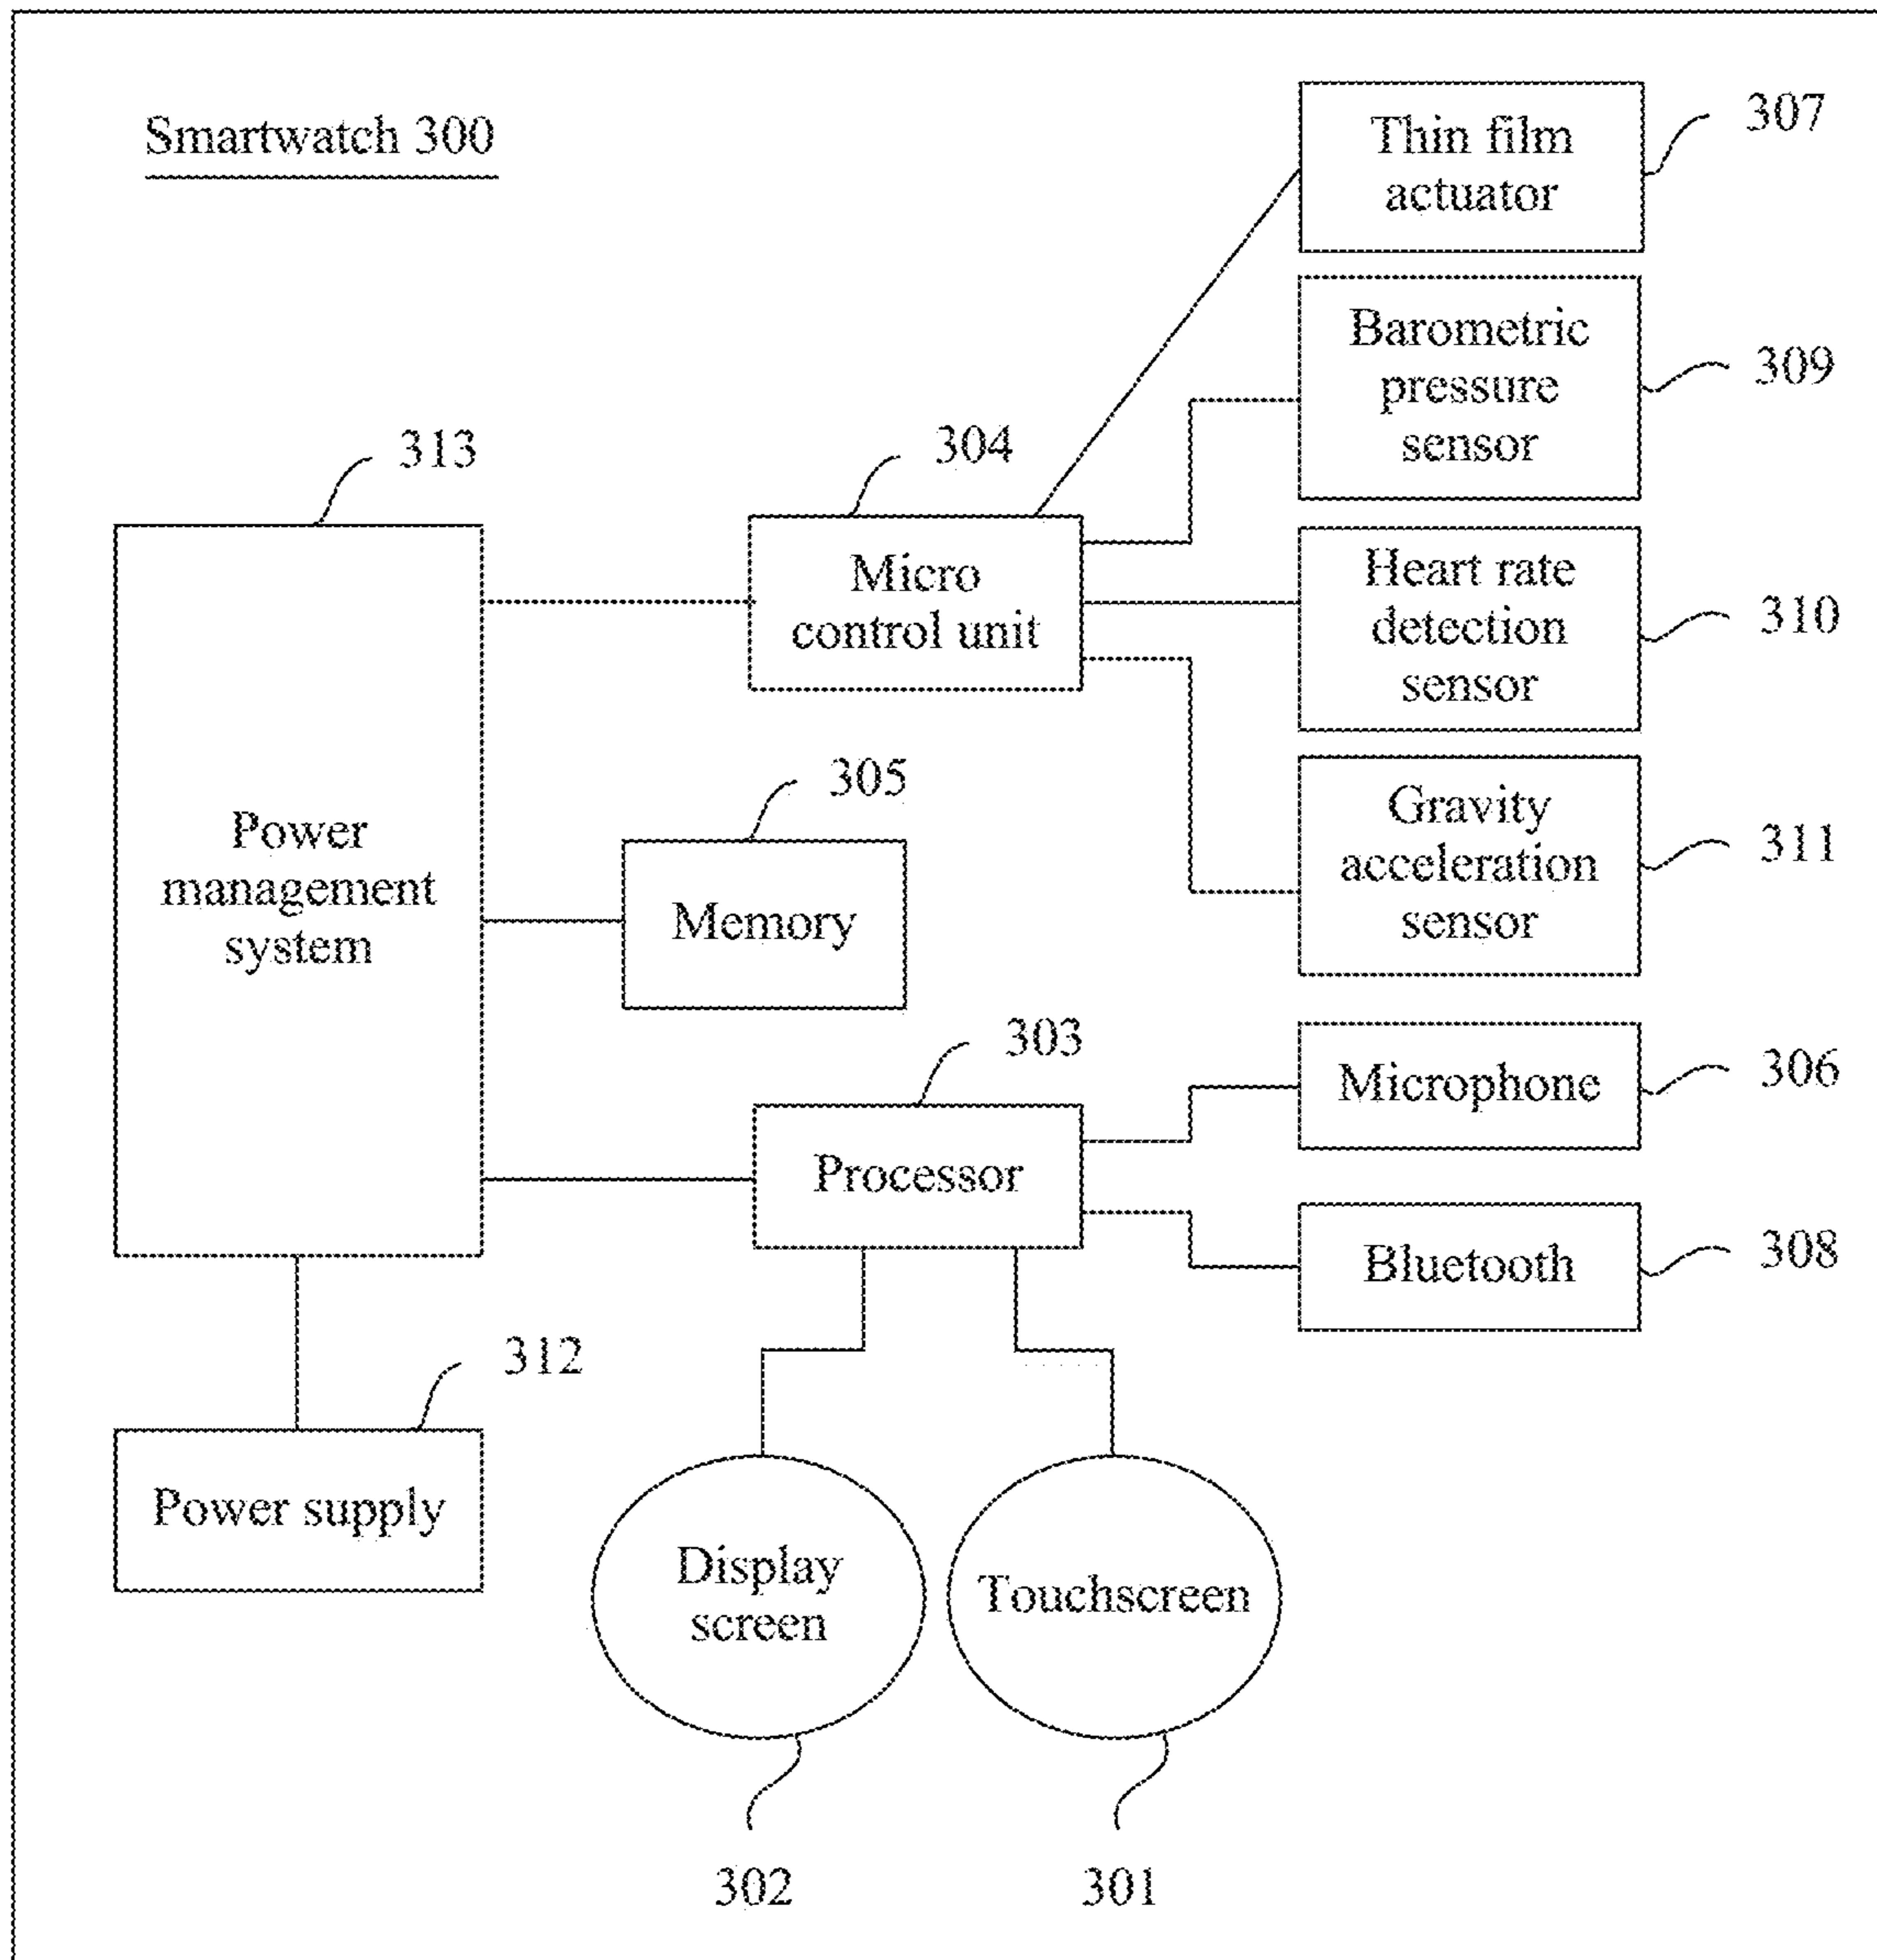 Smartwatch 300
Thin film
actuator
307
Barometric
pressure
sensor
309
313
304
Micro
control unit
Heart rate
detection
sensor
310
305
Power
management
system
Memory
Gravity
acceleration
sensor
311
303
Processor
Microphone
306
Bluetooth
308
312
Power supply
Display
screen
Touchscreen
302
301